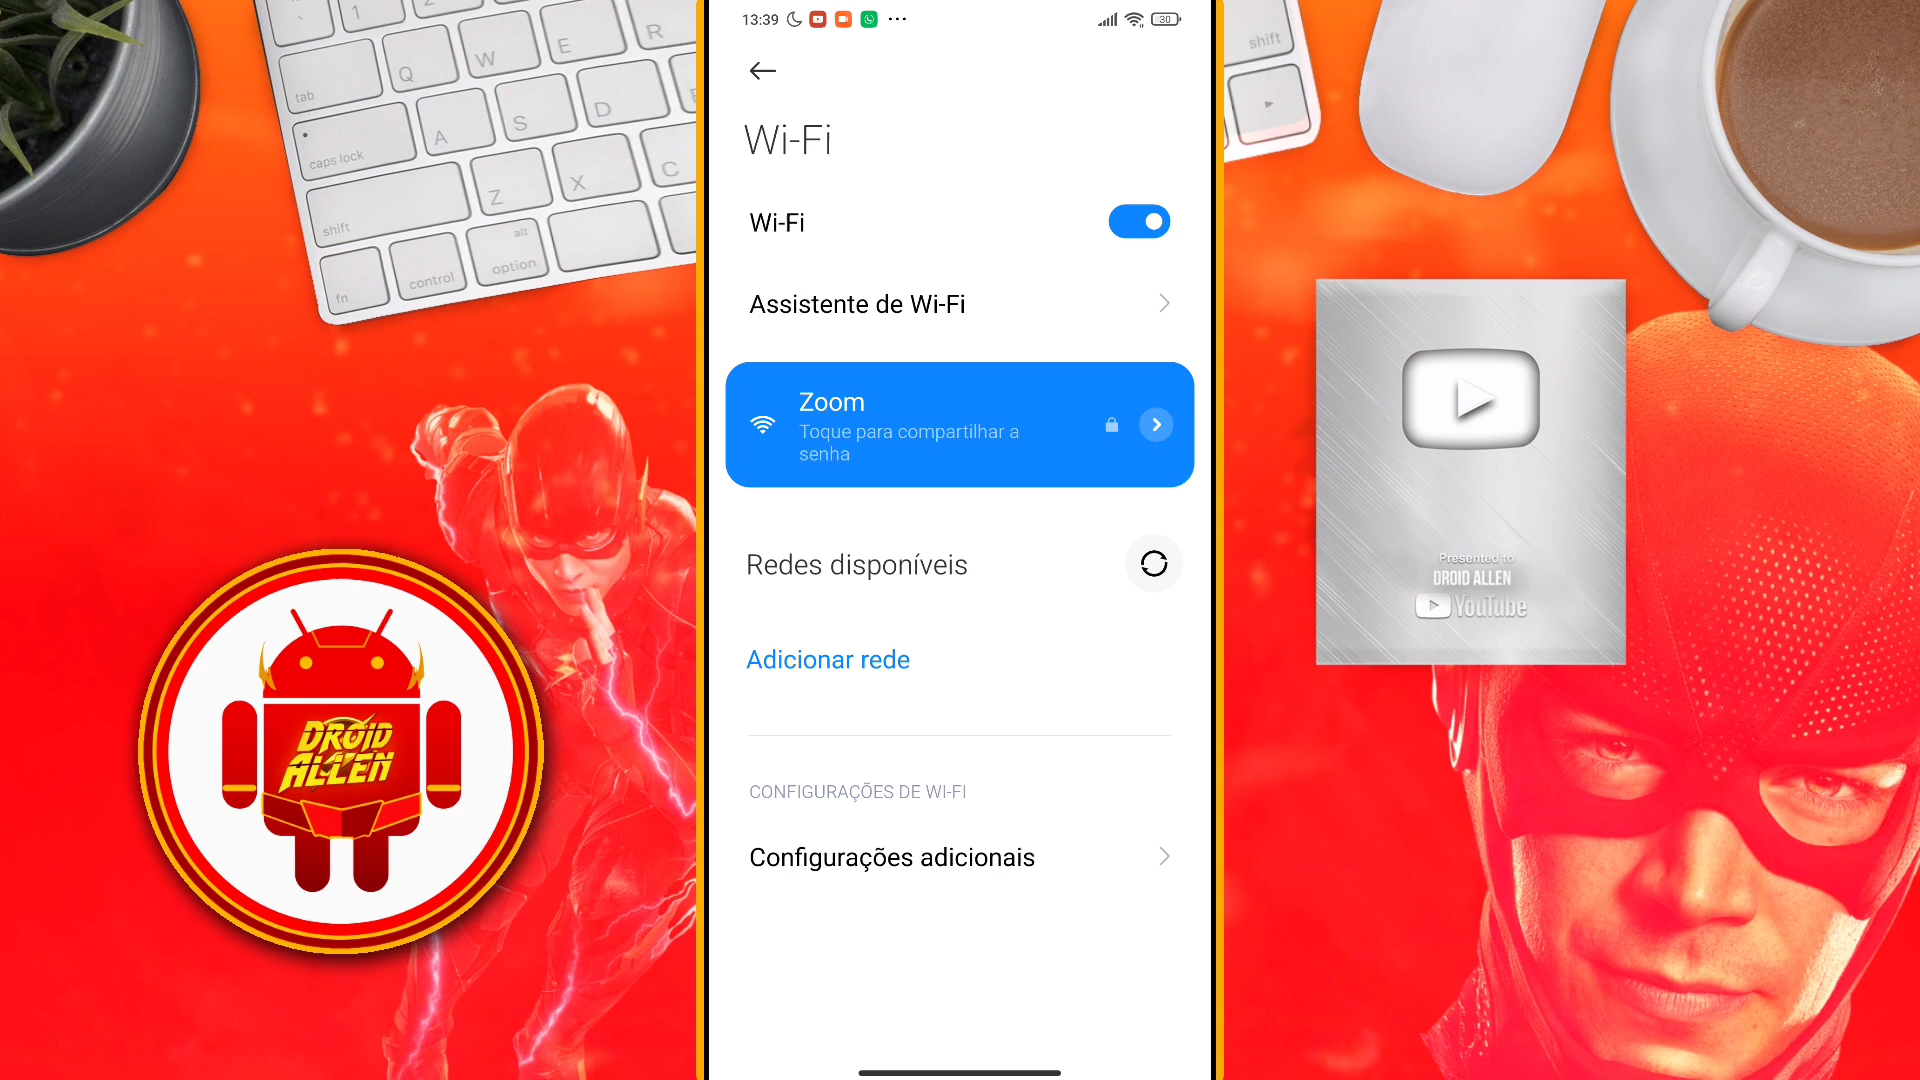 13:39
30
Wi-Fi
Wi-Fi
Assistente de Wi-Fi
Zoom
Toque para compartilhar a
senha
Redes disponíveis
Adicionar rede
CONFIGURAÇÕES DE WI-FI
Configurações adicionais
1
Q W E R
tab
A S D
caps lock
Z X C
shift
alt
fn control option
shift
DROID
ALLEN
Presented to
DROID ALLEN
YouTube